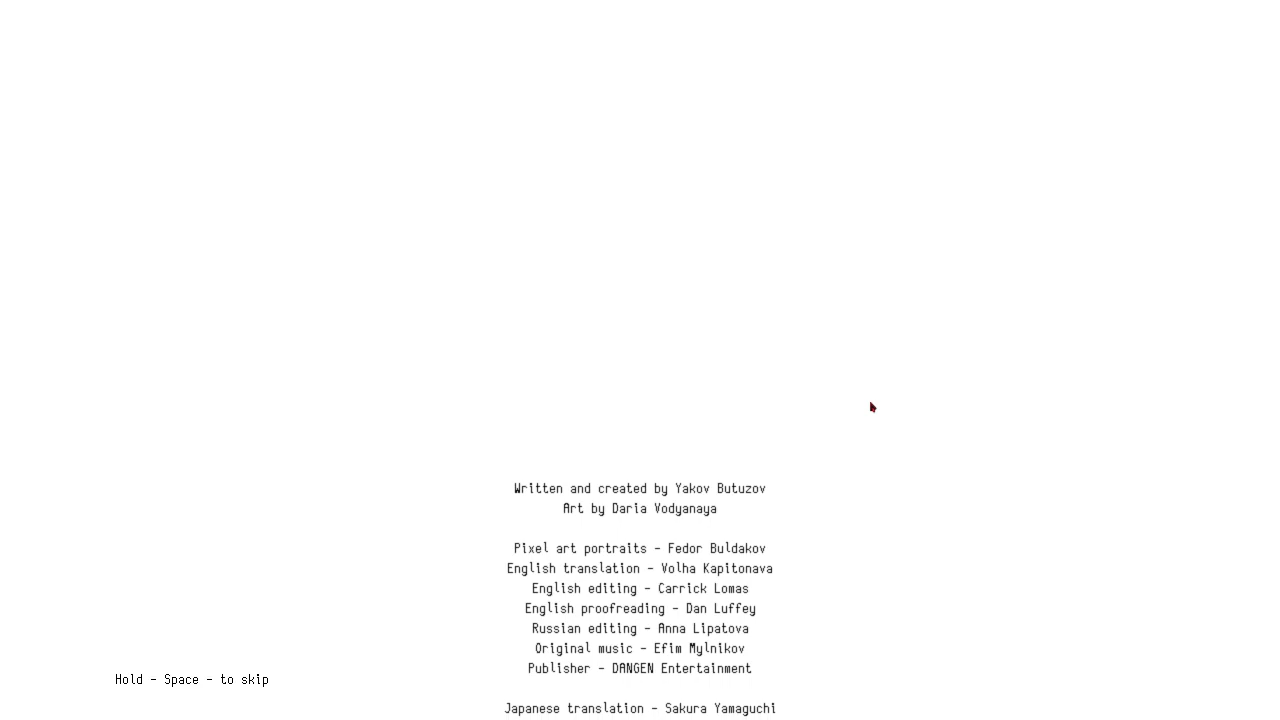 Written and created by Yakov Butuzov
Art by Daria Vodyanaya
Pixel art portraits - Fedor Buldakov
English translation - Volha Kapitonava
English editing - Carrick Lomas
English proofreading - Dan Luffey
Russian editing - Anna Lipatova
Original music - Efim Mylnikov
Publisher - DANGEN Entertainment
Hold - Space - to skip
Japanese translation - Sakura Yamaguchi